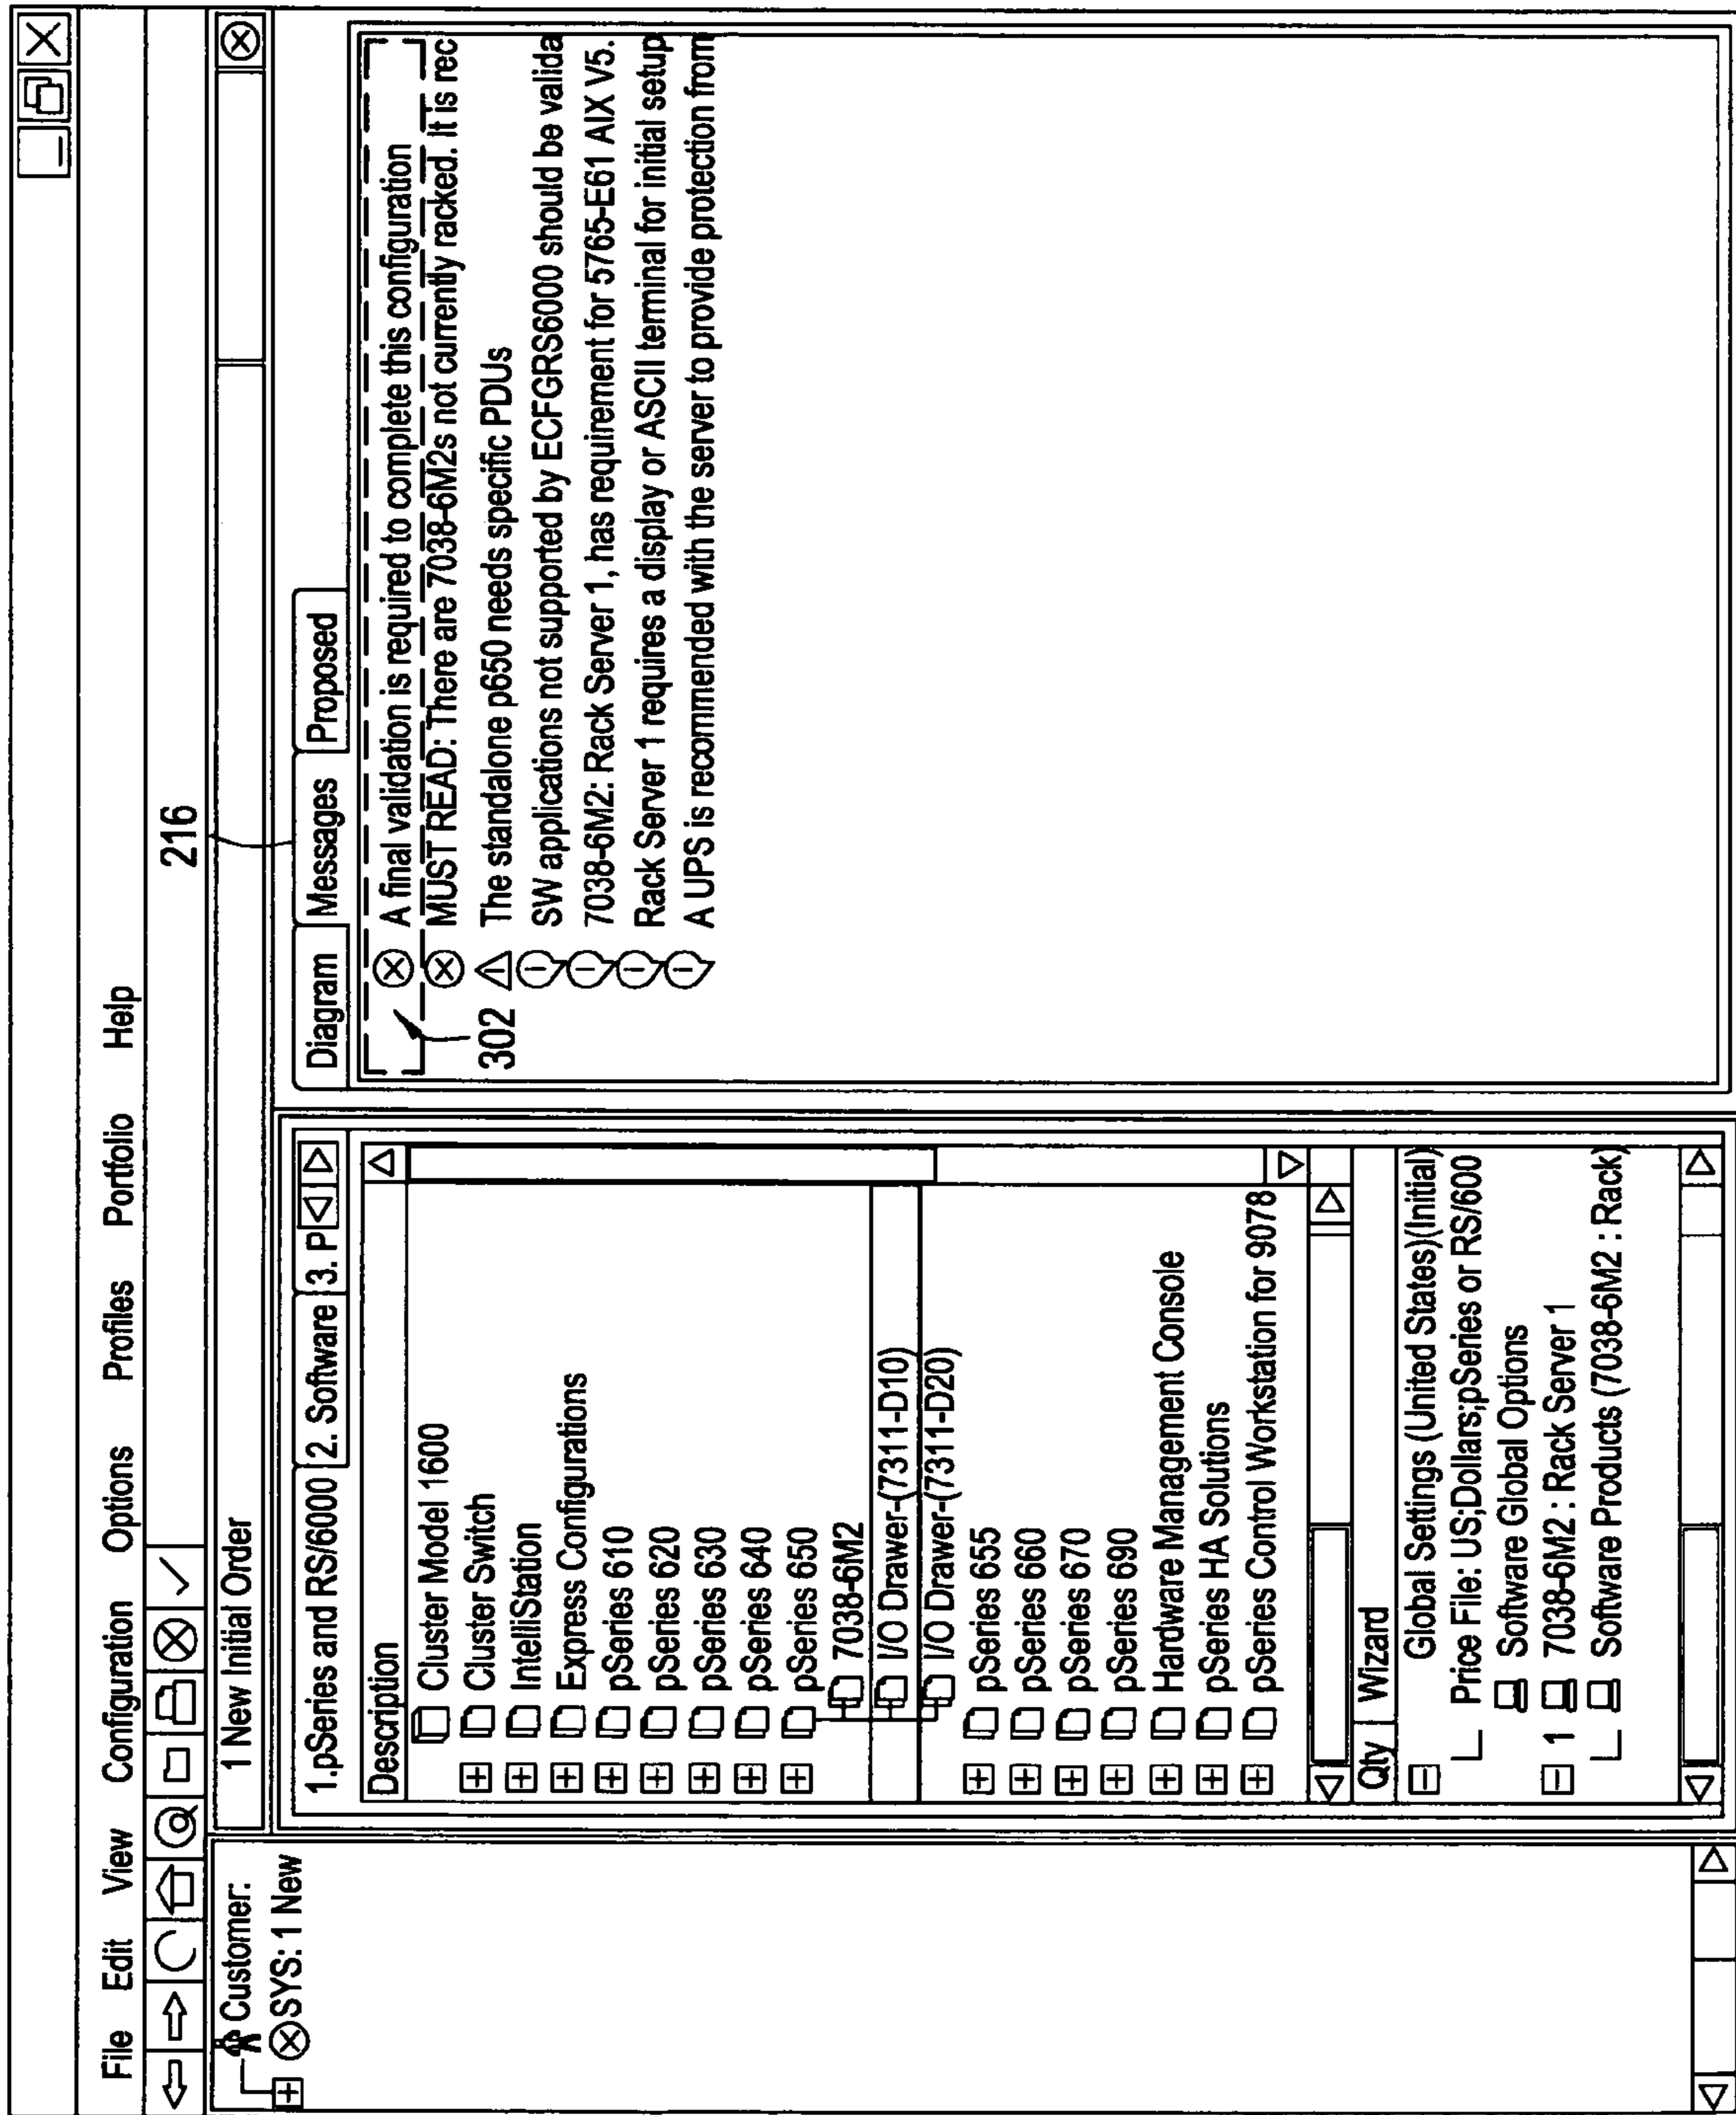 File Edit View Configuration Options Profiles Portfolio Help
216
Customer:
SYS: 1 New
1 New Initial Order
1.pSeries and RS/6000 2. Software 3. P
Description
Cluster Model 1600
Cluster Switch
IntelliStation
Express Configurations
pSeries 610
pSeries 620
pSeries 630
pSeries 640
pSeries 650
7038-6M2
I/O Drawer-(7311-D10)
I/O Drawer-(7311-D20)
pSeries 655
pSeries 660
pSeries 670
pSeries 690
Hardware Management Console
pSeries HA Solutions
pSeries Control Workstation for 9078
Qty Wizard
Global Settings (United States)(Initial)
Price File: US;Dollars;pSeries or RS/600
Software Global Options
1 7038-6M2 : Rack Server 1
Software Products (7038-6M2 : Rack)
Diagram Messages Proposed
A final validation is required to complete this configuration
MUST READ: There are 7038-6M2s not currently racked. It is rec
302
The standalone p650 needs specific PDUs
SW applications not supported by ECFGRS6000 should be valida
7038-6M2: Rack Server 1, has requirement for 5765-E61 AIX V5.
Rack Server 1 requires a display or ASCII terminal for initial setup
A UPS is recommended with the server to provide protection from